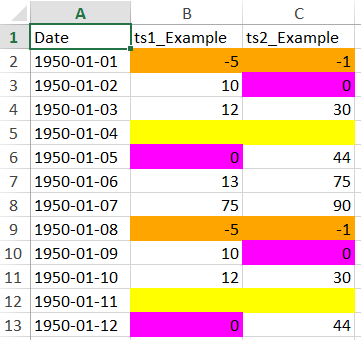 A B C
1 Date ts1_Example ts2_Example
2 1950-01-01 -5 -1
3 1950-01-02 10 0
4 1950-01-03 12 30
5 1950-01-04
6 1950-01-05 0 44
7 1950-01-06 13 75
8 1950-01-07 75 90
9 1950-01-08 -5 -1
10 1950-01-09 10 0
11 1950-01-10 12 30
12 1950-01-11
13 1950-01-12 0 44